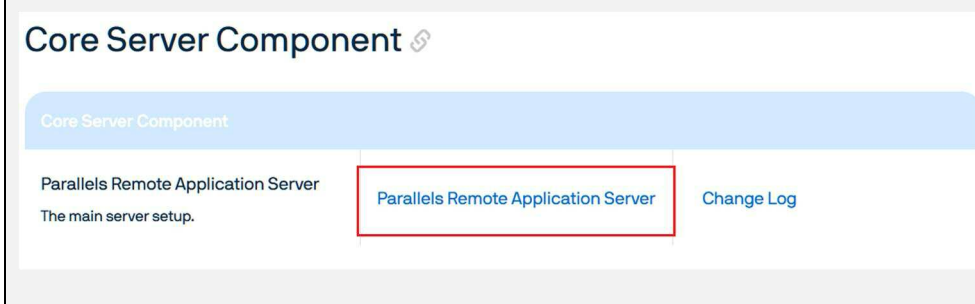 Core Server Component
Core Server Component
Parallels Remote Application Server
The main server setup.
Parallels Remote Application Server
Change Log